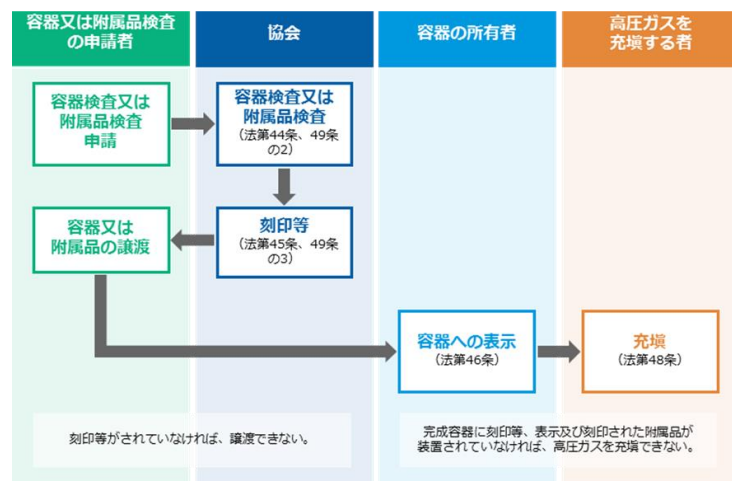 容器又は附属品検査
の申請者
協会
容器の所有者
高圧ガスを
充塡する者
容器検査又は
附属品検査
申請
容器検査又は
附属品検査
（法第44条、49条
の2）
容器又は
附属品の譲渡
刻印等
（法第45条、49条
の3）
容器への表示
（法第46条）
充塡
（法第48条）
刻印等がされていなければ、譲渡できない。
完成容器に刻印等、表示及び刻印された附属品が
装置されていなければ、高圧ガスを充塡できない。